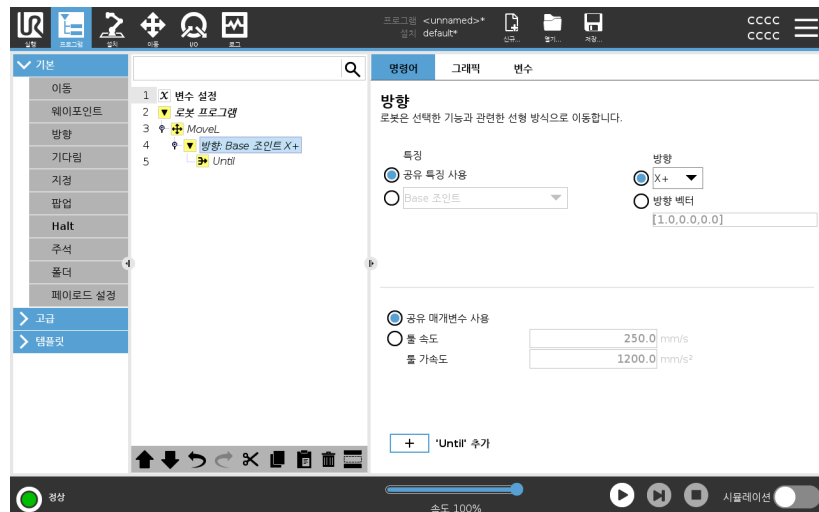 UR
실행
프로그램
설치
이동
I/O
로그
프로그램 <unnamed>*
설치 default*
신규...
열기...
저장...
cccc
cccc
기본
이동
웨이포인트
방향
기다림
지정
팝업
Halt
주석
폴더
페이로드 설정
고급
템플릿
1 X 변수 설정
2 로봇 프로그램
3 MoveL
4 방향: Base 조인트 X+
5 Until
명령어 그래픽 변수
방향
로봇은 선택한 기능과 관련한 선형 방식으로 이동합니다.
특징
공유 특징 사용
Base 조인트
방향
X+
방향 벡터
[1.0,0.0,0.0]
공유 매개변수 사용
툴 속도 250.0 mm/s
툴 가속도 1200.0 mm/s²
+ 'Until' 추가
정상
속도 100%
시뮬레이션